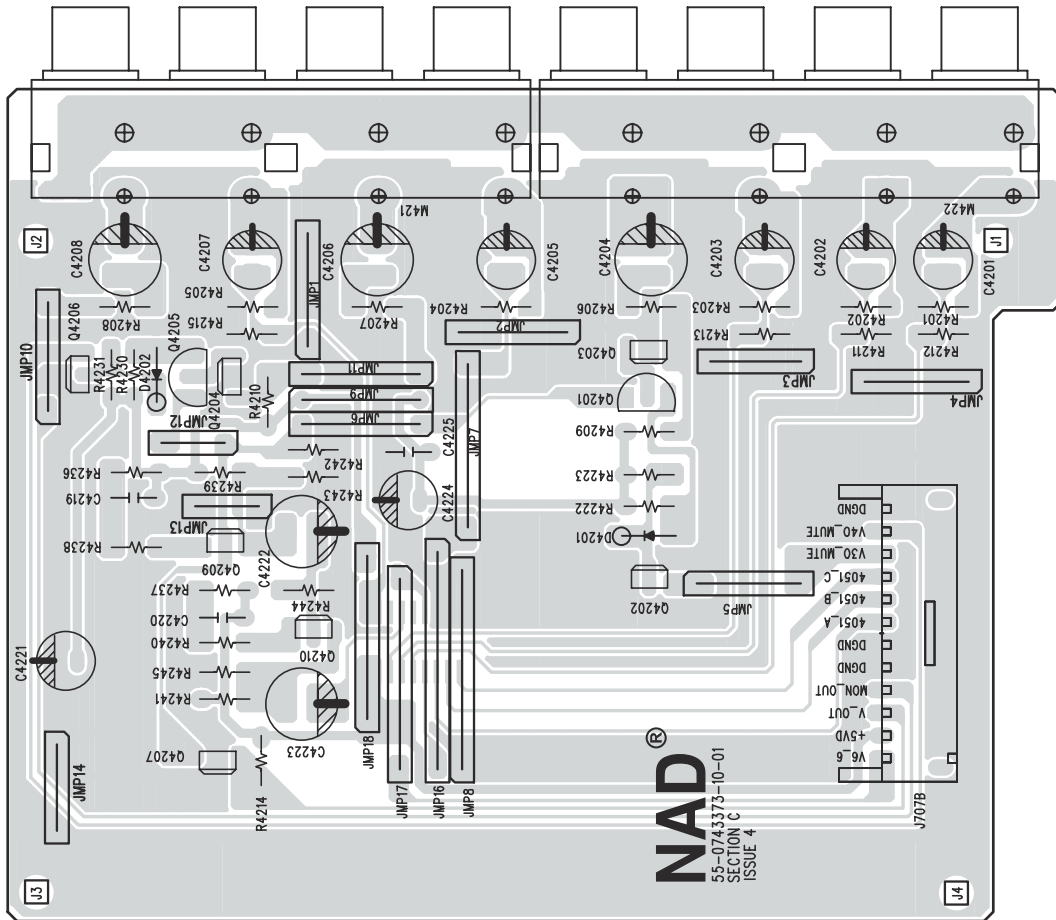 M421
M422
J2
C4208
C4207
C4206
C4205
C4204
C4203
C4202
C4201
J1
JMP1
Q4206
R4208
R4205
R4215
R4207
R4204
R4206
R4203
R4202
R4201
Q4205
JMP2
R4213
R4211
R4212
JMP10
R4231
R4230
D4202
Q4204
R4210
JMP11
JMP9
JMP6
Q4203
Q4201
JMP3
JMP4
JMP12
C4225
JMP7
R4209
R4236
R4239
R4242
R4223
C4219
R4243
C4224
R4222
JMP13
R4238
Q4209
C4222
D4201
DGND
V40_MUTE
V30_MUTE
4051_C
4051_B
4051_A
DGND
DGND
MON_OUT
V_OUT
+5VD
V6_6
R4237
R4244
Q4202
JMP5
C4220
R4240
Q4210
C4221
R4245
R4241
C4223
JMP18
Q4207
JMP14
R4214
JMP17
JMP16
JMP8
J707B
NAD®
55-0743373-10-01
SECTION C
ISSUE 4
J3
J4